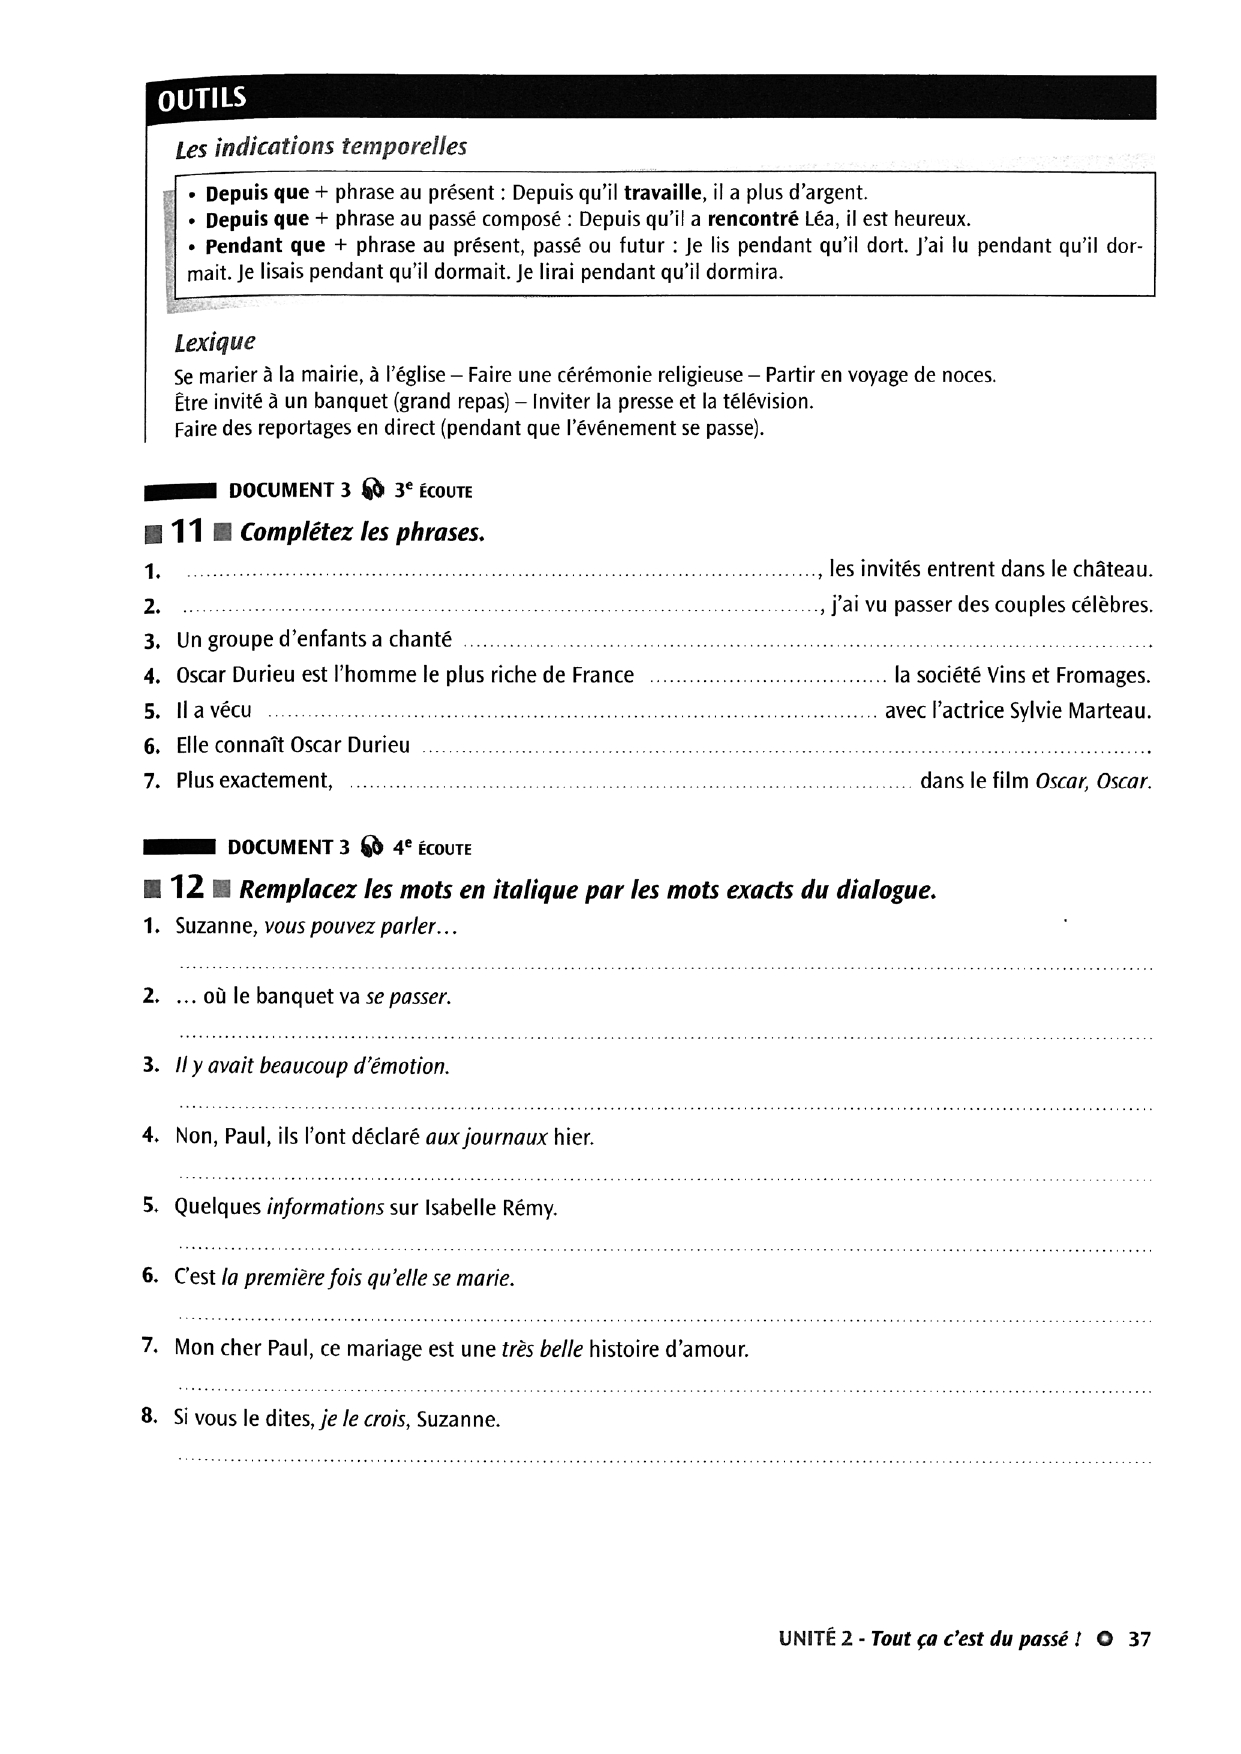 OUTILS
Les indications temporelles
• Depuis que + phrase au présent : Depuis qu'il travaille, il a plus d'argent.
• Depuis que + phrase au passé composé : Depuis qu'il a rencontré Léa, il est heureux.
• Pendant que + phrase au présent, passé ou futur : Je lis pendant qu'il dort. J'ai lu pendant qu'il dor-
mait. Je lisais pendant qu'il dormait. Je lirai pendant qu'il dormira.
Lexique
Se marier à la mairie, à l'église – Faire une cérémonie religieuse – Partir en voyage de noces.
Être invité à un banquet (grand repas) – Inviter la presse et la télévision.
Faire des reportages en direct (pendant que l'événement se passe).
DOCUMENT 3 3e ÉCOUTE
11 Complétez les phrases.
1. ........................................, les invités entrent dans le château.
2. ........................................, j'ai vu passer des couples célèbres.
3. Un groupe d'enfants a chanté ........................................
4. Oscar Durieu est l'homme le plus riche de France .................... la société Vins et Fromages.
5. Il a vécu ........................................ avec l'actrice Sylvie Marteau.
6. Elle connaît Oscar Durieu ........................................
7. Plus exactement, ........................................ dans le film Oscar, Oscar.
DOCUMENT 3 4e ÉCOUTE
12 Remplacez les mots en italique par les mots exacts du dialogue.
1. Suzanne, vous pouvez parler...
2. ... où le banquet va se passer.
3. Il y avait beaucoup d'émotion.
4. Non, Paul, ils l'ont déclaré aux journaux hier.
5. Quelques informations sur Isabelle Rémy.
6. C'est la première fois qu'elle se marie.
7. Mon cher Paul, ce mariage est une très belle histoire d'amour.
8. Si vous le dites, je le crois, Suzanne.
UNITÉ 2 - Tout ça c'est du passé ! 37